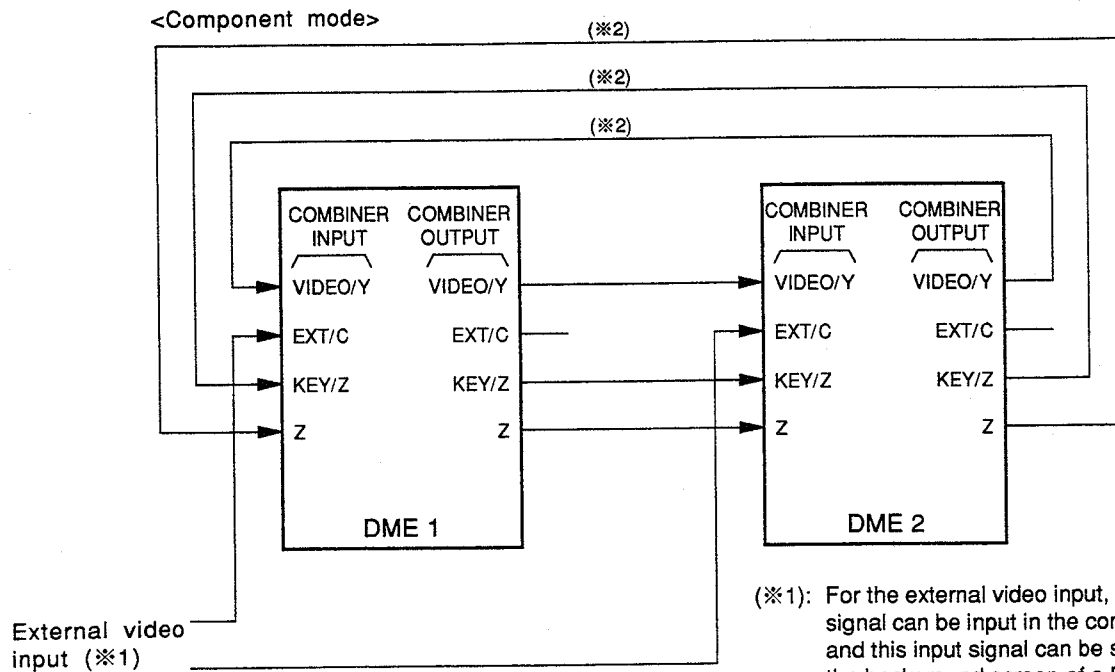 <Component mode>
(※2)
(※2)
(※2)
COMBINER INPUT
COMBINER OUTPUT
VIDEO/Y
VIDEO/Y
EXT/C
EXT/C
KEY/Z
KEY/Z
Z
Z
DME 1
COMBINER INPUT
COMBINER OUTPUT
VIDEO/Y
VIDEO/Y
EXT/C
EXT/C
KEY/Z
KEY/Z
Z
Z
DME 2
External video
input (※1)
(※1): For the external video input,
signal can be input in the
and this input signal can be